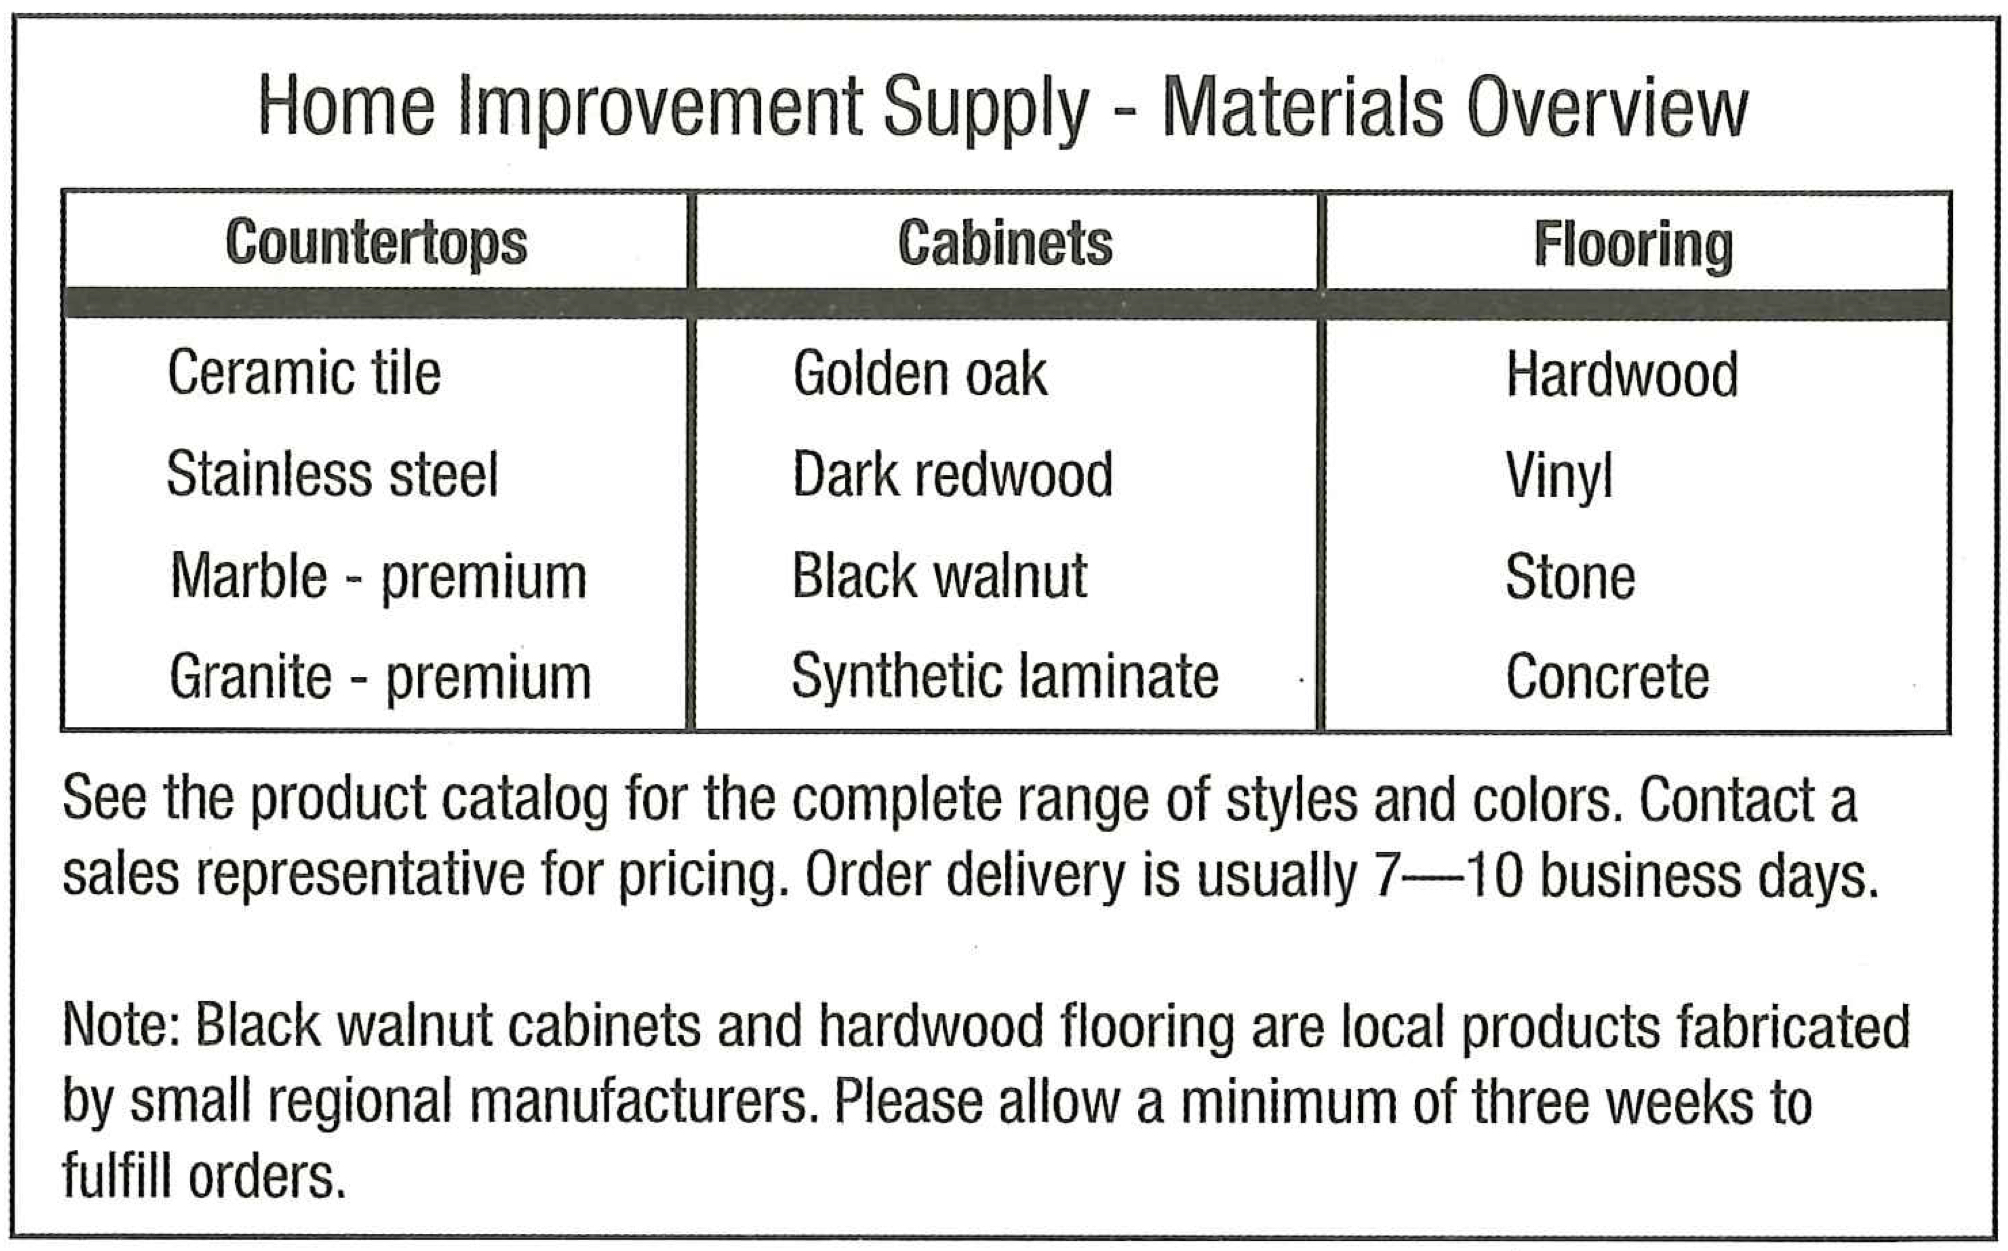 Home Improvement Supply - Materials Overview
Countertops Cabinets Flooring
Ceramic tile Golden oak Hardwood
Stainless steel Dark redwood Vinyl
Marble - premium Black walnut Stone
Granite - premium Synthetic laminate Concrete
See the product catalog for the complete range of styles and colors. Contact a
sales representative for pricing. Order delivery is usually 7—10 business days.
Note: Black walnut cabinets and hardwood flooring are local products fabricated
by small regional manufacturers. Please allow a minimum of three weeks to
fulfill orders.